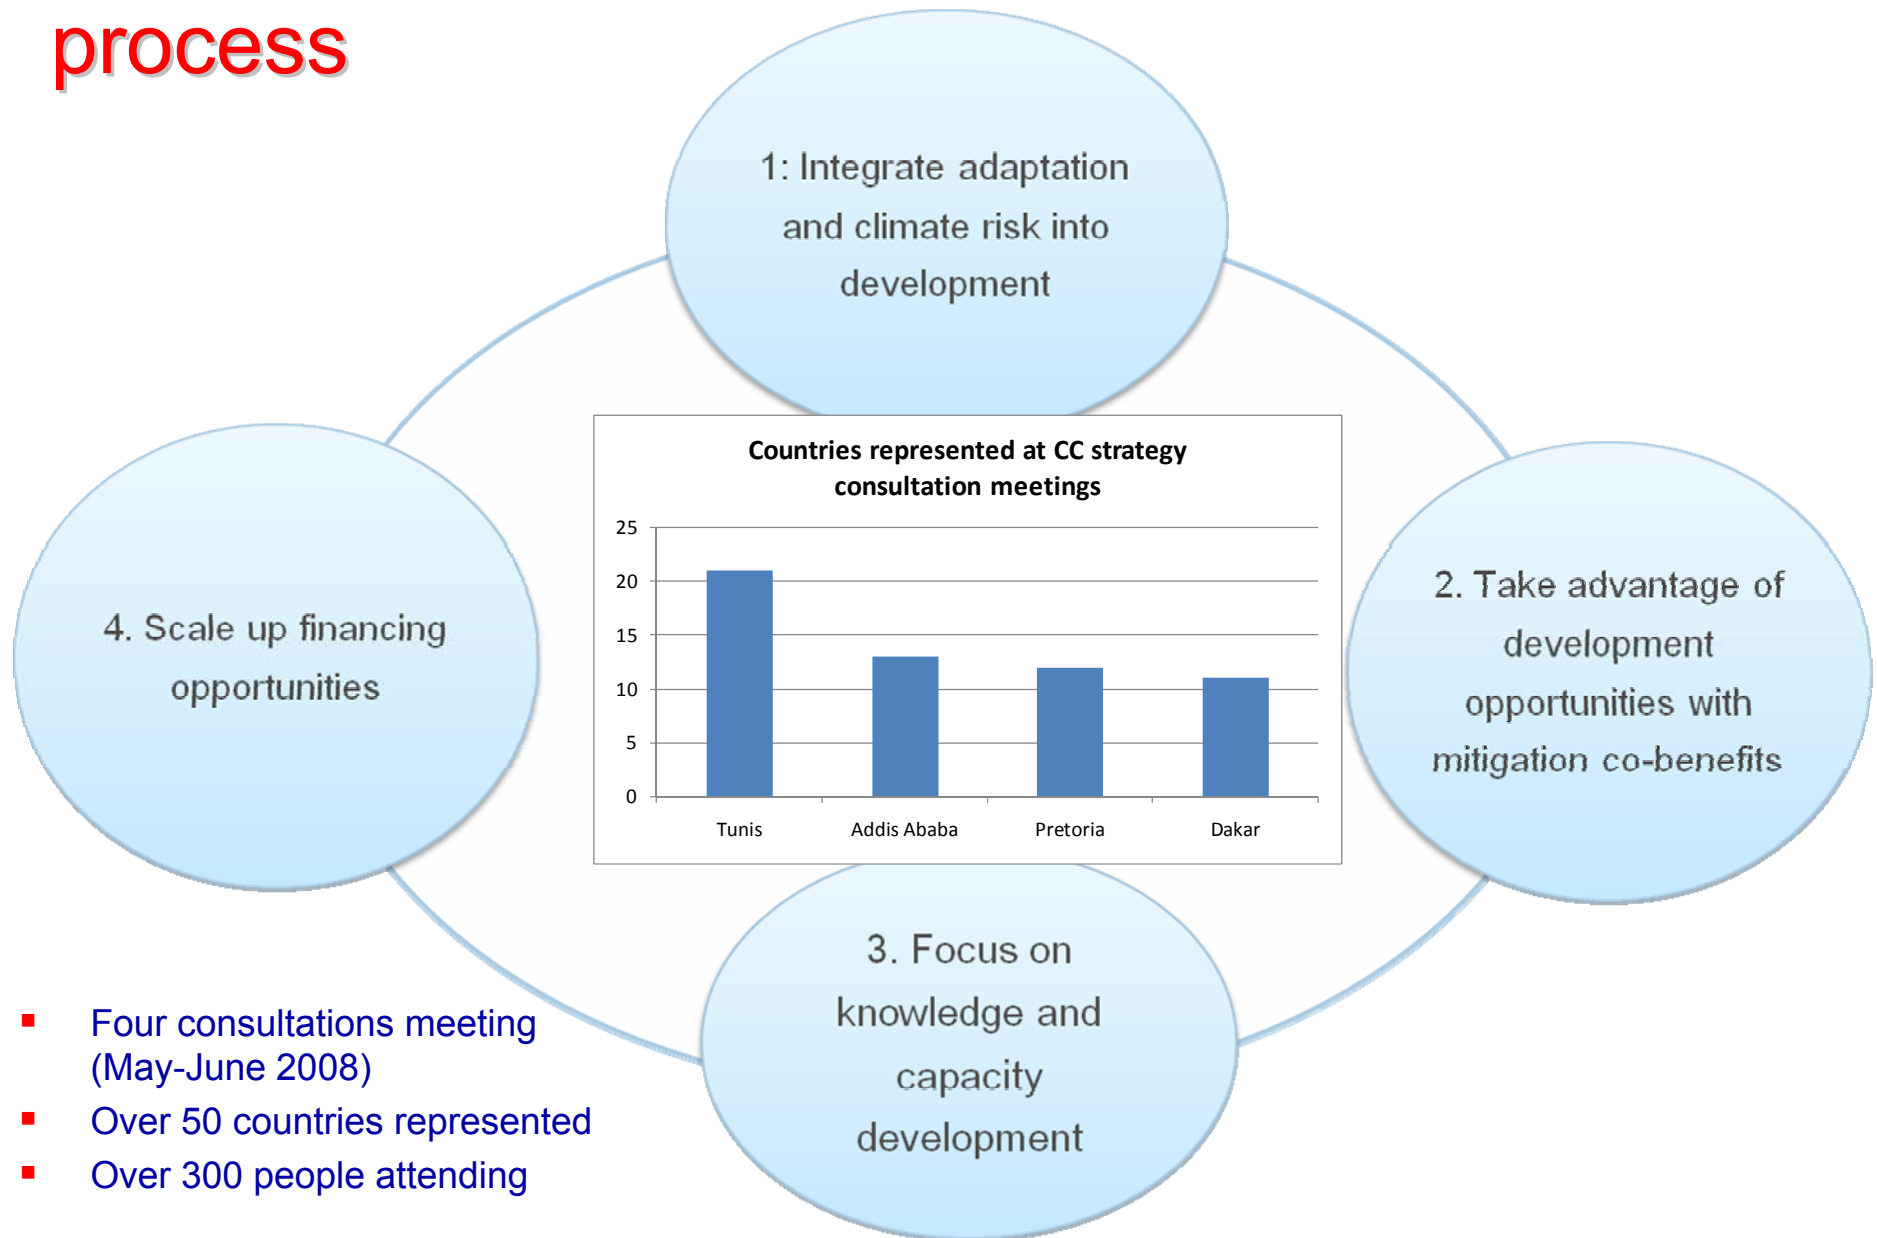 process
1: Integrate adaptation
and climate risk into
development
Countries represented at CC strategy
consultation meetings
25
20
15
10
5
0
Tunis
Addis Ababa
Pretoria
Dakar
2. Take advantage of
development
opportunities with
mitigation co-benefits
3. Focus on
knowledge and
capacity
development
4. Scale up financing
opportunities
▪ Four consultations meeting
(May-June 2008)
▪ Over 50 countries represented
▪ Over 300 people attending